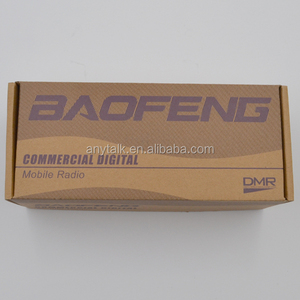 BAOFENG
anytalk.en.alibaba.com
COMMERCIAL DIGITAL
Mobile Radio
DMR